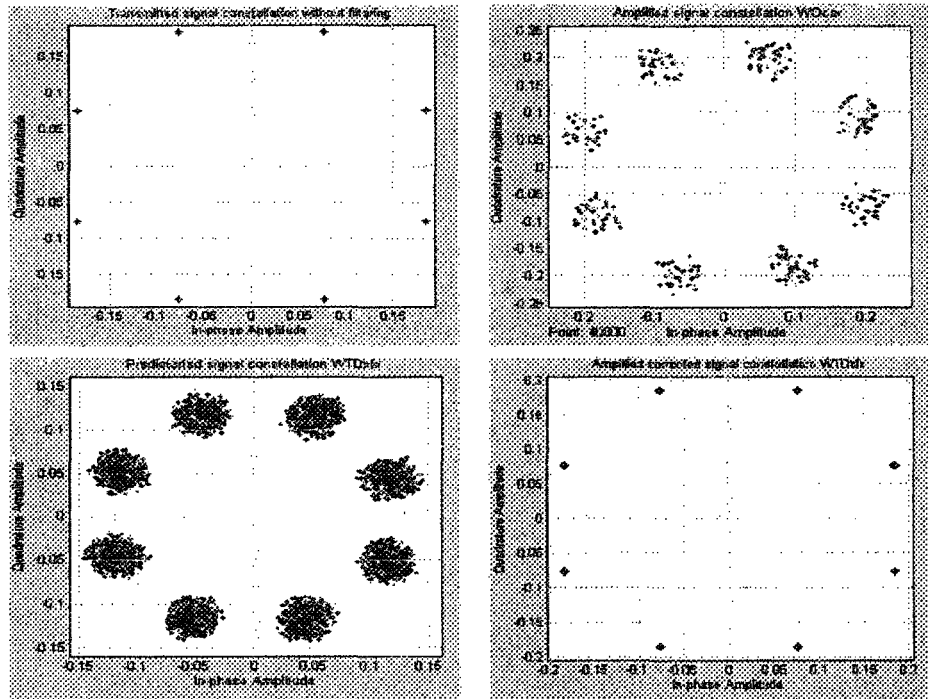 Transmitted signal constellation without filtering
0.15
0.1
0.05
0
-0.05
-0.1
-0.15
Quadrature Amplitude
-0.15 -0.1 -0.05 0 0.05 0.1 0.15
In-phase Amplitude
Amplified signal constellation
0.25
0.2
0.15
0.1
0.05
0
-0.05
-0.1
-0.15
-0.2
-0.25
Quadrature Amplitude
-0.2 -0.1 0 0.1 0.2
In-phase Amplitude
Predistorted signal constellation
0.15
0.1
0.05
0
-0.05
-0.1
-0.15
Quadrature Amplitude
-0.15 -0.1 -0.05 0 0.05 0.1 0.15
In-phase Amplitude
Amplified corrected signal constellation
0.2
0.15
0.1
0.05
0
-0.05
-0.1
-0.15
-0.2
Quadrature Amplitude
-0.2 -0.15 -0.1 -0.05 0 0.05 0.1 0.15 0.2
In-phase Amplitude